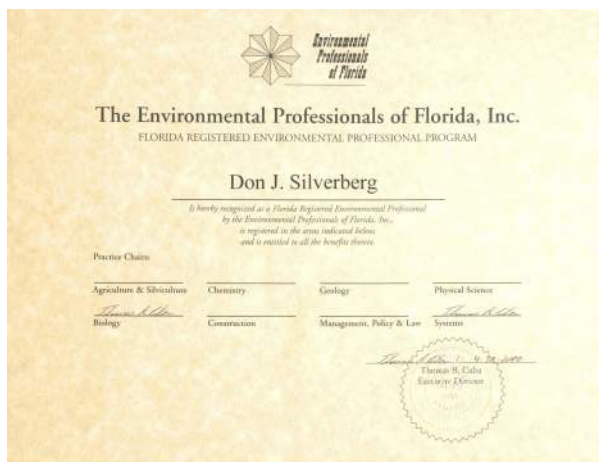 Environmental
Professionals
of Florida
The Environmental Professionals of Florida, Inc.
FLORIDA REGISTERED ENVIRONMENTAL PROFESSIONAL PROGRAM
Don J. Silverberg
Is hereby recognized as a Florida Registered Environmental Professional
by the Environmental Professionals of Florida, Inc.,
is registered in the areas indicated below,
and is entitled to all the benefits thereto.
Practice Chairs:
Agriculture & Silviculture Chemistry Geology Physical Science
Biology Construction Management, Policy & Law Systems
Thomas H. Cuba
Executive Director